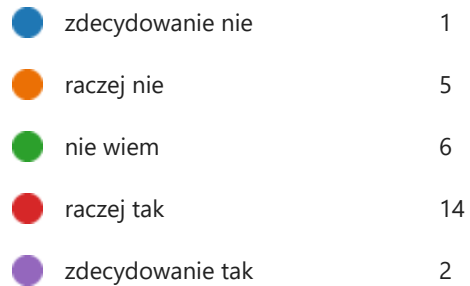 zdecydowanie nie 1
raczej nie 5
nie wiem 6
raczej tak 14
zdecydowanie tak 2